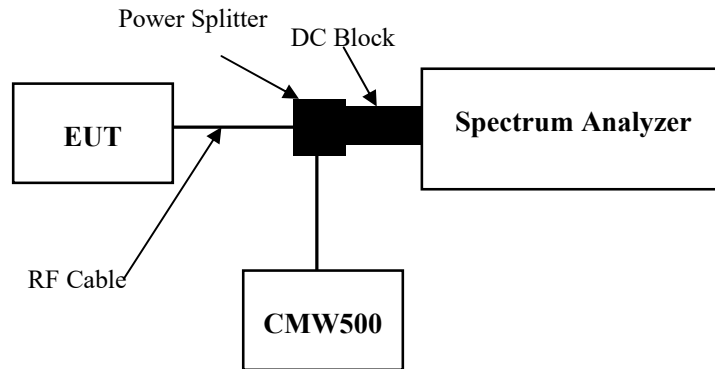 Power Splitter
DC Block
EUT
Spectrum Analyzer
RF Cable
CMW500